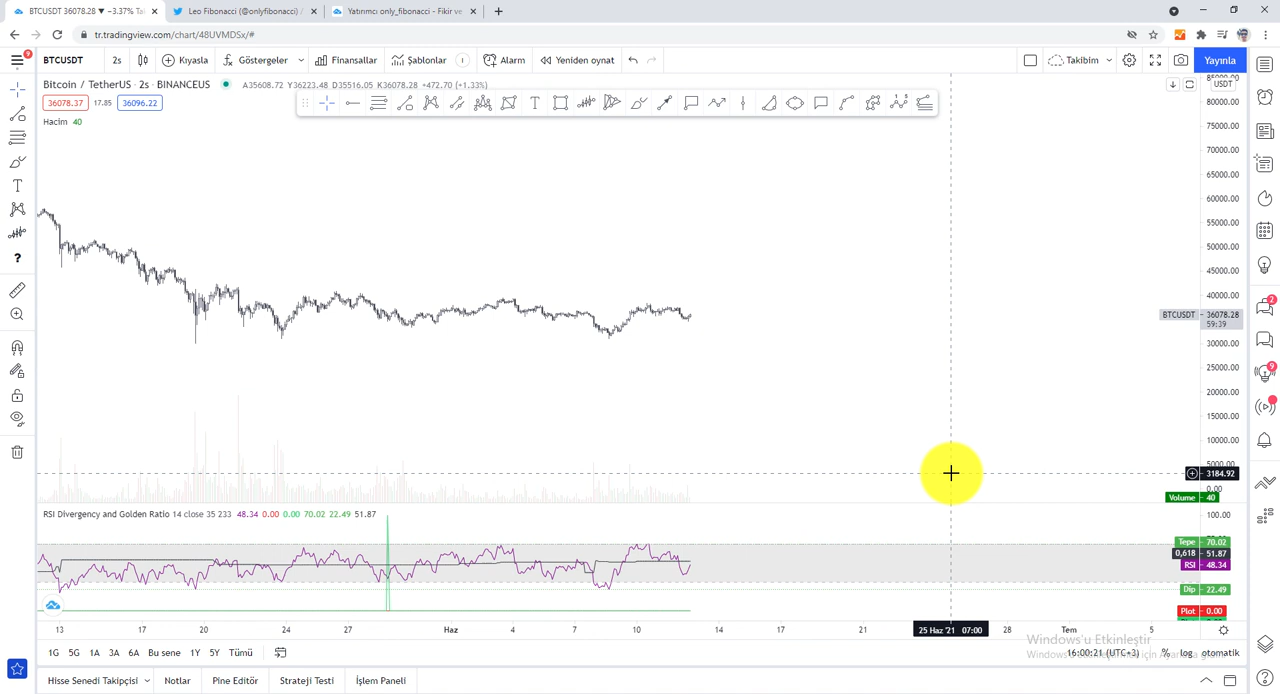 BTCUSDT 36078.28 ▼ −3.37% Ta
Leo Fibonacci (@onlyfibonacci)
Yatırımcı only_fibonacci - Fikir ve
tr.tradingview.com/chart/48UVMDSx/#
9
BTCUSDT
2s
Kıyasla
Göstergeler
Finansallar
Şablonlar
Alarm
Yeniden oynat
Takibim
Yayınla
Bitcoin / TetherUS · 2s · BINANCEUS
A35608.72 Y36223.48 D35516.05 K36078.28 +472.70 (+1.33%)
36078.37
17.85
36096.22
Hacim 40
USDT
85000.00
80000.00
75000.00
70000.00
65000.00
60000.00
55000.00
50000.00
45000.00
40000.00
BTCUSDT
36078.28
59:39
30000.00
25000.00
20000.00
15000.00
10000.00
5000.00
3184.92
0.00
Volume
40
RSI Divergency and Golden Ratio 14 close 35 233 48.34 0.00 0.00 70.02 22.49 51.87
100.00
Tepe
70.02
0,618
51.87
RSI
48.34
Dip
22.49
Plot
0.00
13
17
20
24
27
Haz
4
7
10
14
17
21
25 Haz '21 07:00
28
Tem
5
2
9
1G
5G
1A
3A
6A
Bu sene
1Y
5Y
Tümü
16:00:21 (UTC+3)
%
log
otomatik
Windows'u Etkinleştir
Hisse Senedi Takipçisi
Notlar
Pine Editör
Strateji Testi
İşlem Paneli